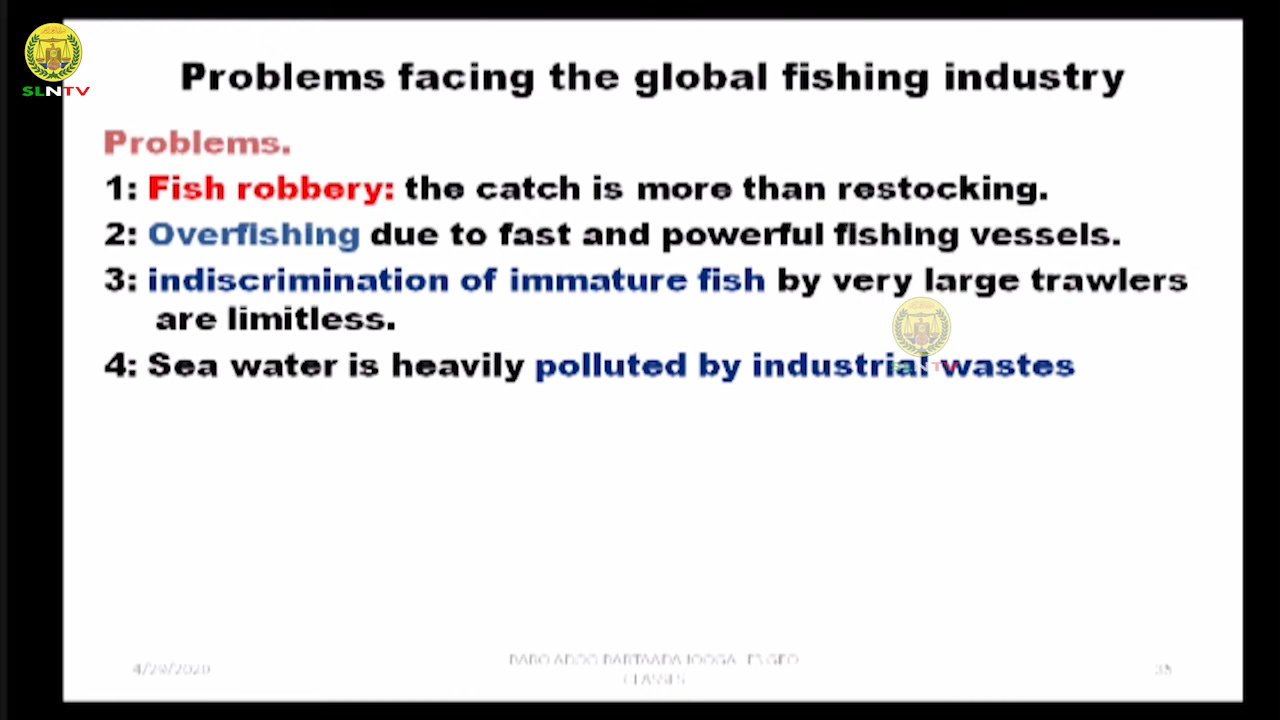 SLNTV
Problems facing the global fishing industry
Problems.
1: Fish robbery: the catch is more than restocking.
2: Overfishing due to fast and powerful fishing vessels.
3: indiscrimination of immature fish by very large trawlers
are limitless.
4: Sea water is heavily polluted by industrial wastes
SLNTV
4/29/2020
CLASSES